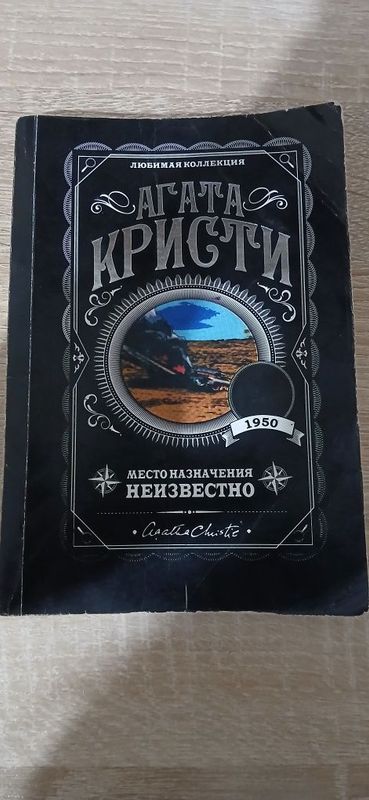 ЛЮБИМАЯ КОЛЛЕКЦИЯ
АГАТА
КРИСТИ
1950
МЕСТО НАЗНАЧЕНИЯ
НЕИЗВЕСТНО
Agatha Christie